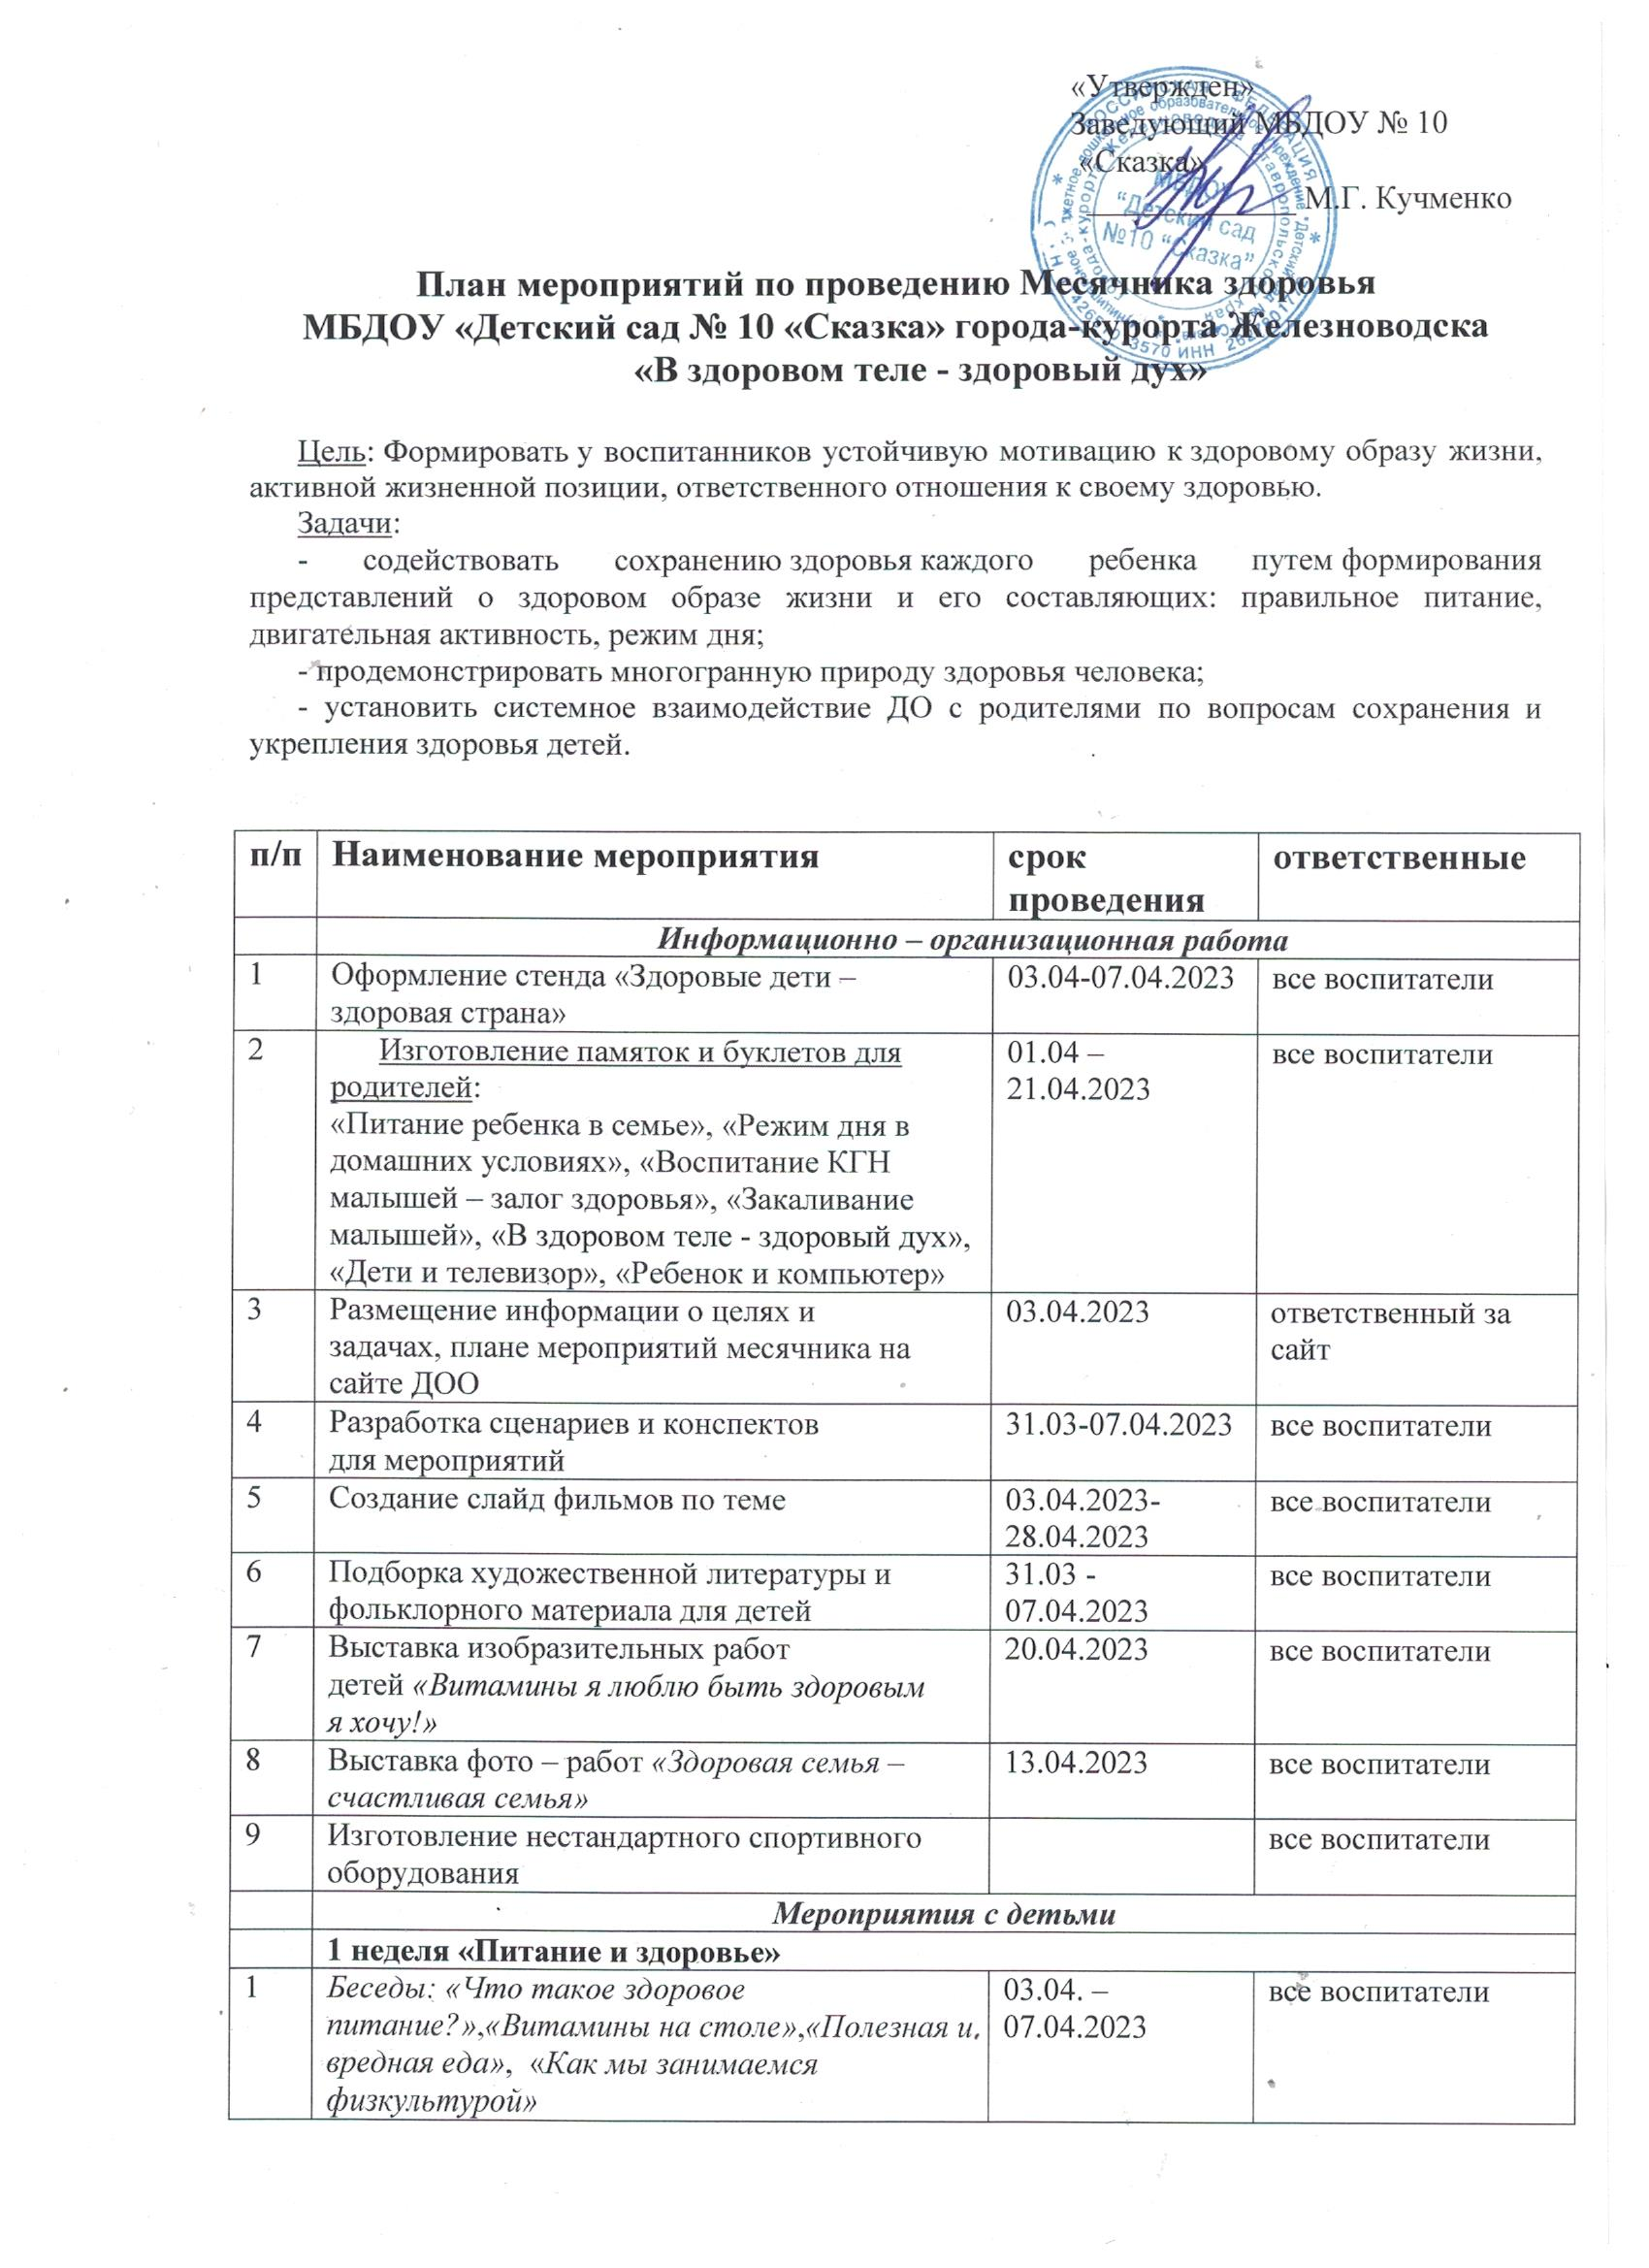 «Утвержден»
Заведующий МБДОУ № 10
«Сказка»
М.Г. Кучменко
МБДОУ
"Детский сад
№10 "Сказка"
План мероприятий по проведению Месячника здоровья
МБДОУ «Детский сад № 10 «Сказка» города-курорта Железноводска
«В здоровом теле - здоровый дух»
Цель: Формировать у воспитанников устойчивую мотивацию к здоровому образу жизни,
активной жизненной позиции, ответственного отношения к своему здоровью.
Задачи:
- содействовать сохранению здоровья каждого ребенка путем формирования
представлений о здоровом образе жизни и его составляющих: правильное питание,
двигательная активность, режим дня;
- продемонстрировать многогранную природу здоровья человека;
- установить системное взаимодействие ДО с родителями по вопросам сохранения и
укрепления здоровья детей.
п/п Наименование мероприятия срок ответственные
проведения
Информационно – организационная работа
1 Оформление стенда «Здоровые дети – 03.04-07.04.2023 все воспитатели
здоровая страна»
2 Изготовление памяток и буклетов для 01.04 – все воспитатели
родителей: 21.04.2023
«Питание ребенка в семье», «Режим дня в
домашних условиях», «Воспитание КГН
малышей – залог здоровья», «Закаливание
малышей», «В здоровом теле - здоровый дух»,
«Дети и телевизор», «Ребенок и компьютер»
3 Размещение информации о целях и 03.04.2023 ответственный за
задачах, плане мероприятий месячника на сайт
сайте ДОО
4 Разработка сценариев и конспектов 31.03-07.04.2023 все воспитатели
для мероприятий
5 Создание слайд фильмов по теме 03.04.2023- все воспитатели
28.04.2023
6 Подборка художественной литературы и 31.03 - все воспитатели
фольклорного материала для детей 07.04.2023
7 Выставка изобразительных работ 20.04.2023 все воспитатели
детей «Витамины я люблю быть здоровым
я хочу!»
8 Выставка фото – работ «Здоровая семья – 13.04.2023 все воспитатели
счастливая семья»
9 Изготовление нестандартного спортивного все воспитатели
оборудования
Мероприятия с детьми
1 неделя «Питание и здоровье»
1 Беседы: «Что такое здоровое 03.04. – все воспитатели
питание?»,«Витамины на столе»,«Полезная и 07.04.2023
вредная еда», «Как мы занимаемся
физкультурой»